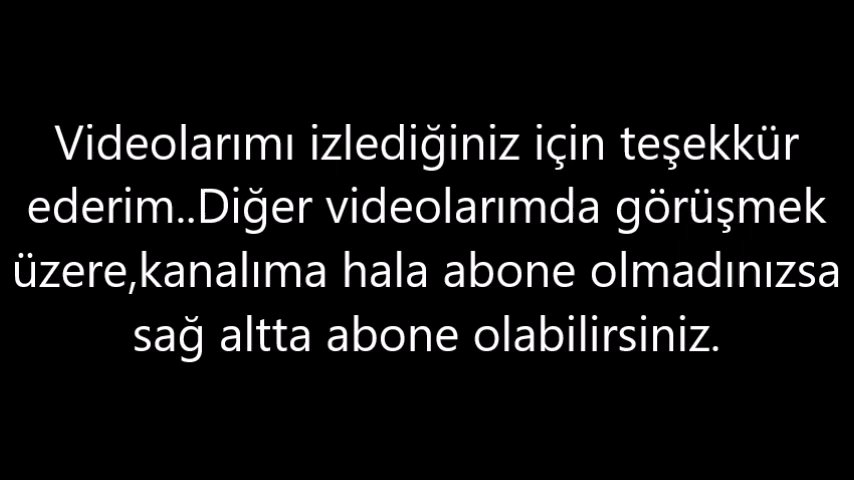 Videolarımı izlediğiniz için teşekkür
ederim..Diğer videolarımda görüşmek
üzere,kanalıma hala abone olmadınızsa
sağ altta abone olabilirsiniz.